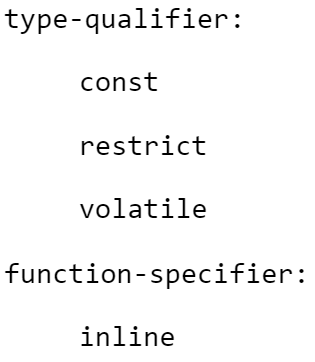 type-qualifier:
const
restrict
volatile
function-specifier:
inline